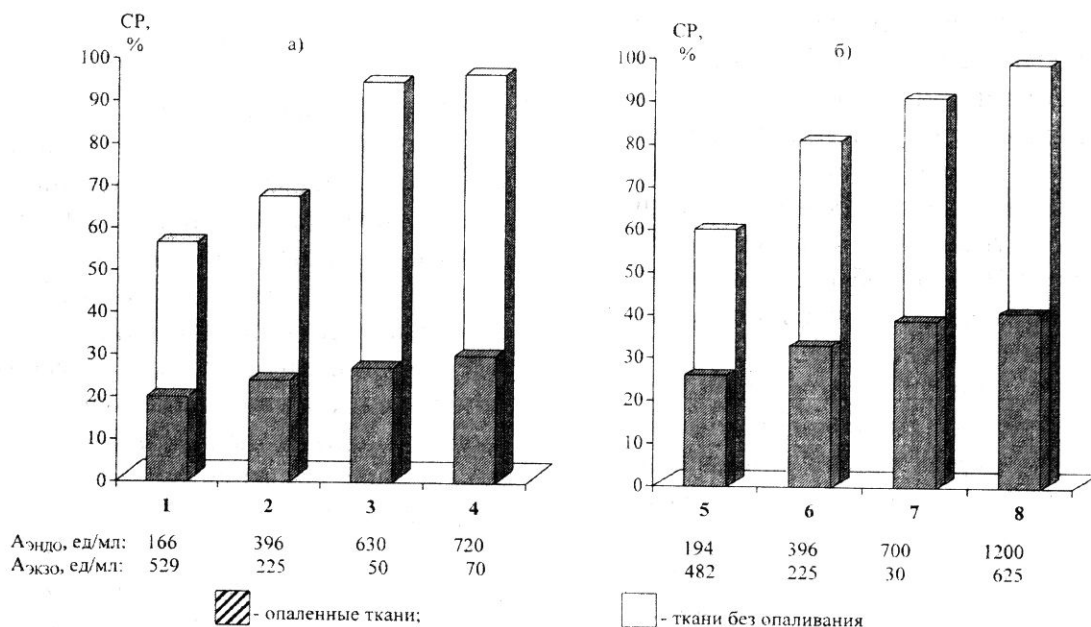 СР,
%
а)
100
90
80
70
60
50
40
30
20
10
0
1 2 3 4
АЭНДО, ед/мл: 166 396 630 720
АЭКЗО, ед/мл: 529 225 50 70
СР,
%
б)
100
90
80
70
60
50
40
30
20
10
0
5 6 7 8
194 396 700 1200
482 225 30 625
- опаленные ткани;
- ткани без опаливания